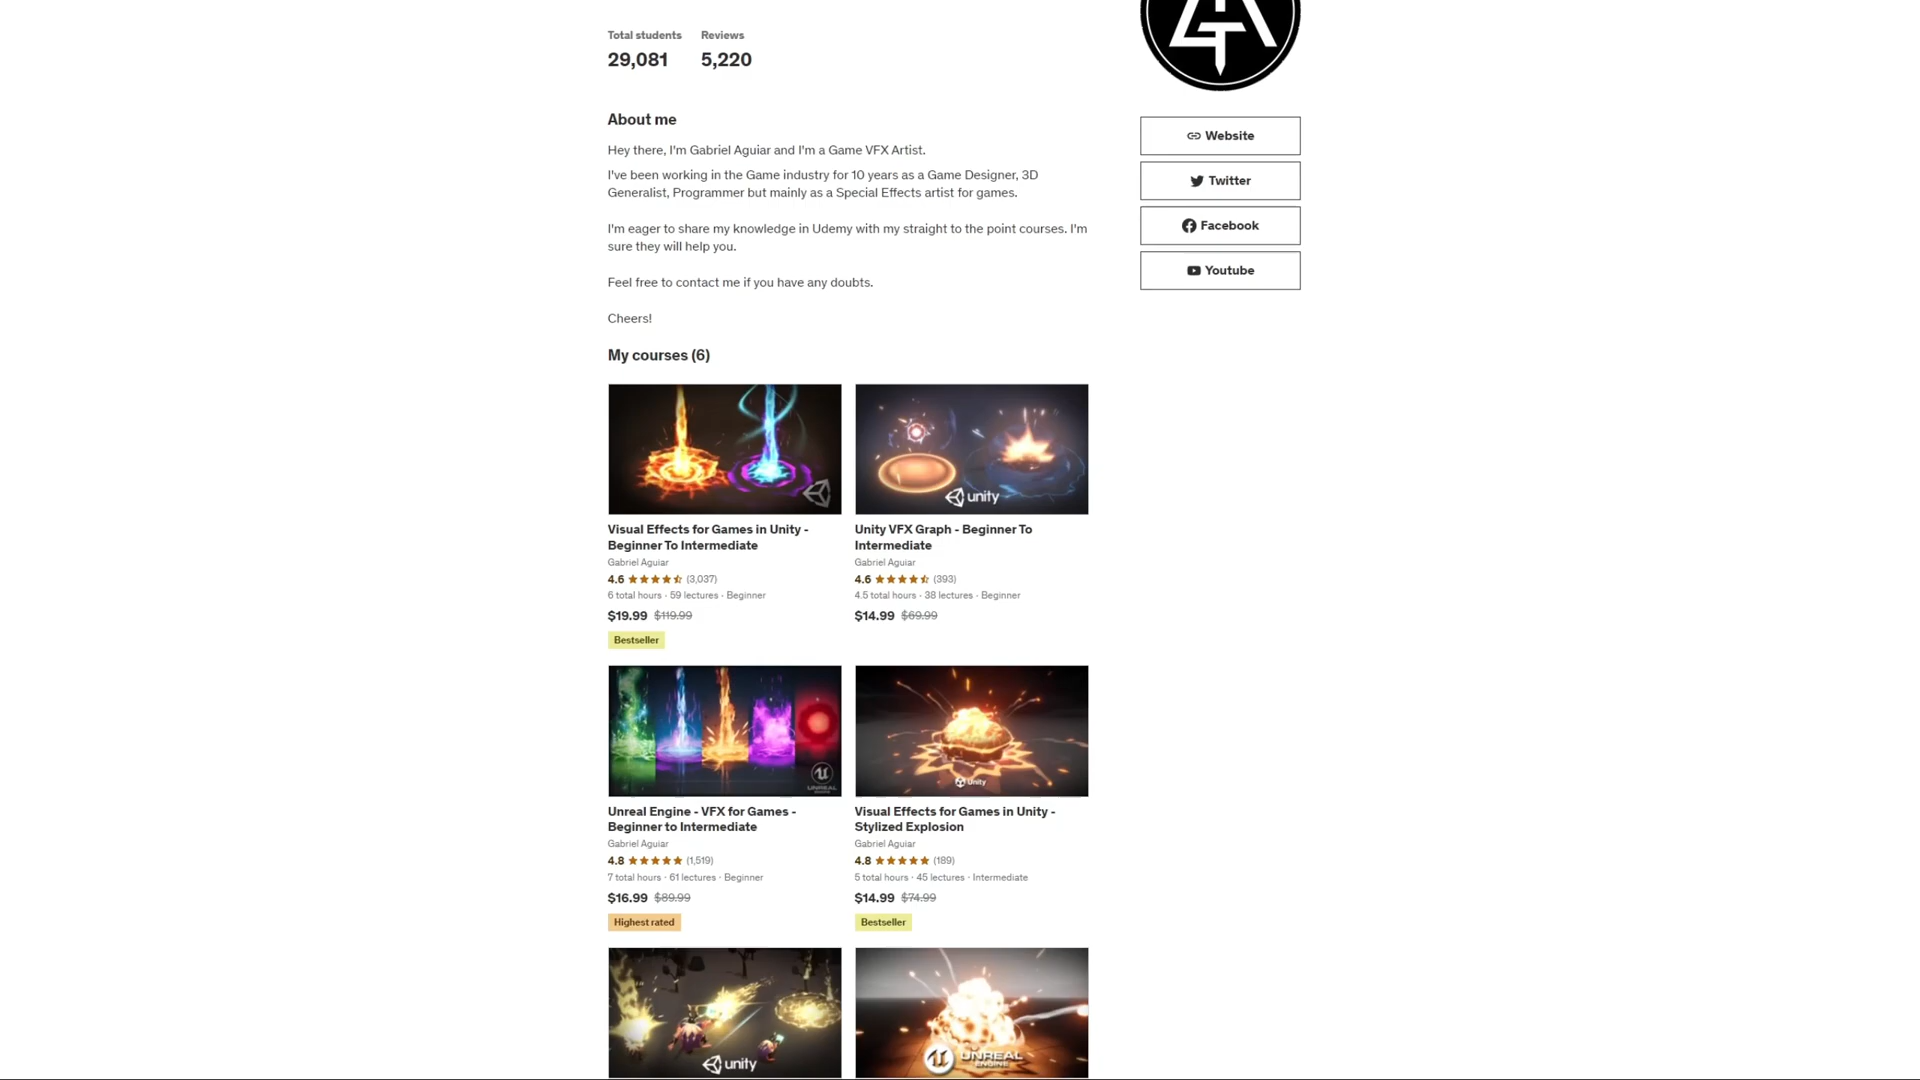 Total students
Reviews
29,081
5,220
About me
Hey there, I'm Gabriel Aguiar and I'm a Game VFX Artist.
I've been working in the Game industry for 10 years as a Game Designer, 3D
Generalist, Programmer but mainly as a Special Effects artist for games.
I'm eager to share my knowledge in Udemy with my straight to the point courses. I'm
sure they will help you.
Feel free to contact me if you have any doubts.
Cheers!
Website
Twitter
Facebook
Youtube
My courses (6)
unity
Visual Effects for Games in Unity -
Beginner To Intermediate
Gabriel Aguiar
4.6 (3,037)
6 total hours · 59 lectures · Beginner
$19.99 $119.99
Bestseller
Unity VFX Graph - Beginner To
Intermediate
Gabriel Aguiar
4.6 (393)
4.5 total hours · 38 lectures · Beginner
$14.99 $69.99
UNREAL
Unity
Unreal Engine - VFX for Games -
Beginner to Intermediate
Gabriel Aguiar
4.8 (1,519)
7 total hours · 61 lectures · Beginner
$16.99 $89.99
Highest rated
Visual Effects for Games in Unity -
Stylized Explosion
Gabriel Aguiar
4.8 (189)
5 total hours · 45 lectures · Intermediate
$14.99 $74.99
Bestseller
unity
UNREAL
ENGINE